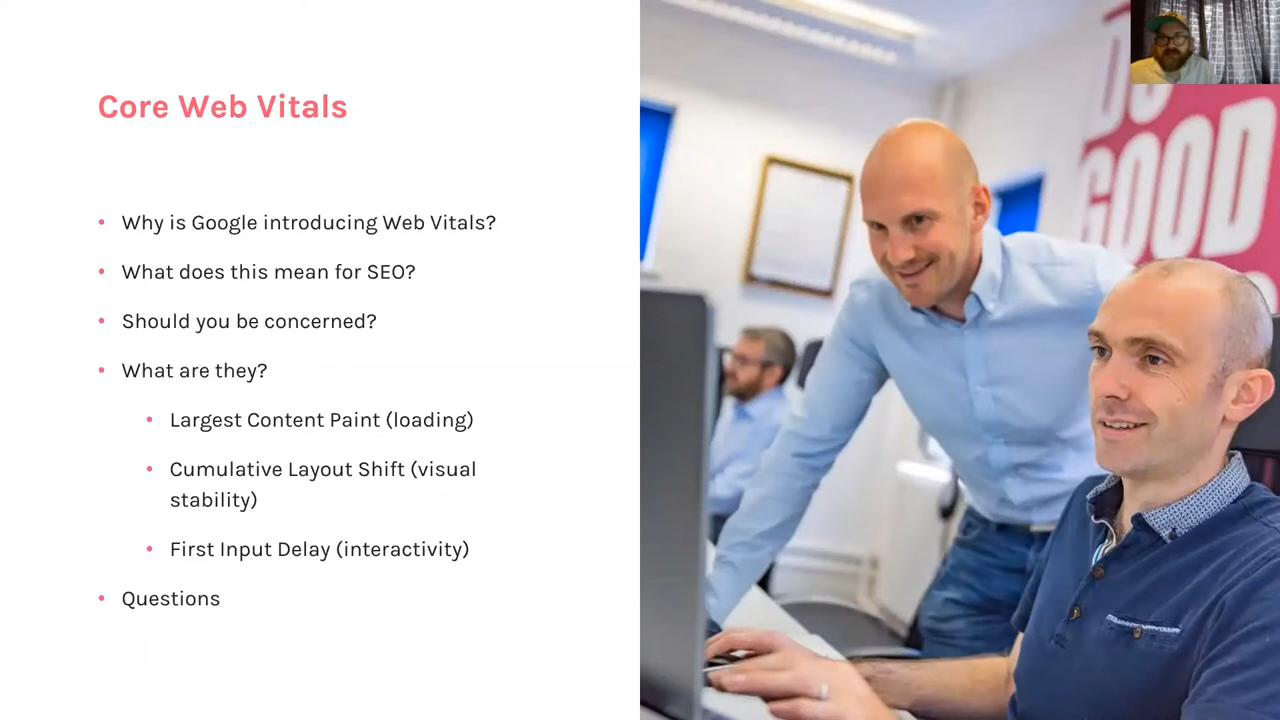 Core Web Vitals
• Why is Google introducing Web Vitals?
• What does this mean for SEO?
• Should you be concerned?
• What are they?
• Largest Content Paint (loading)
• Cumulative Layout Shift (visual
stability)
• First Input Delay (interactivity)
• Questions
GOOD